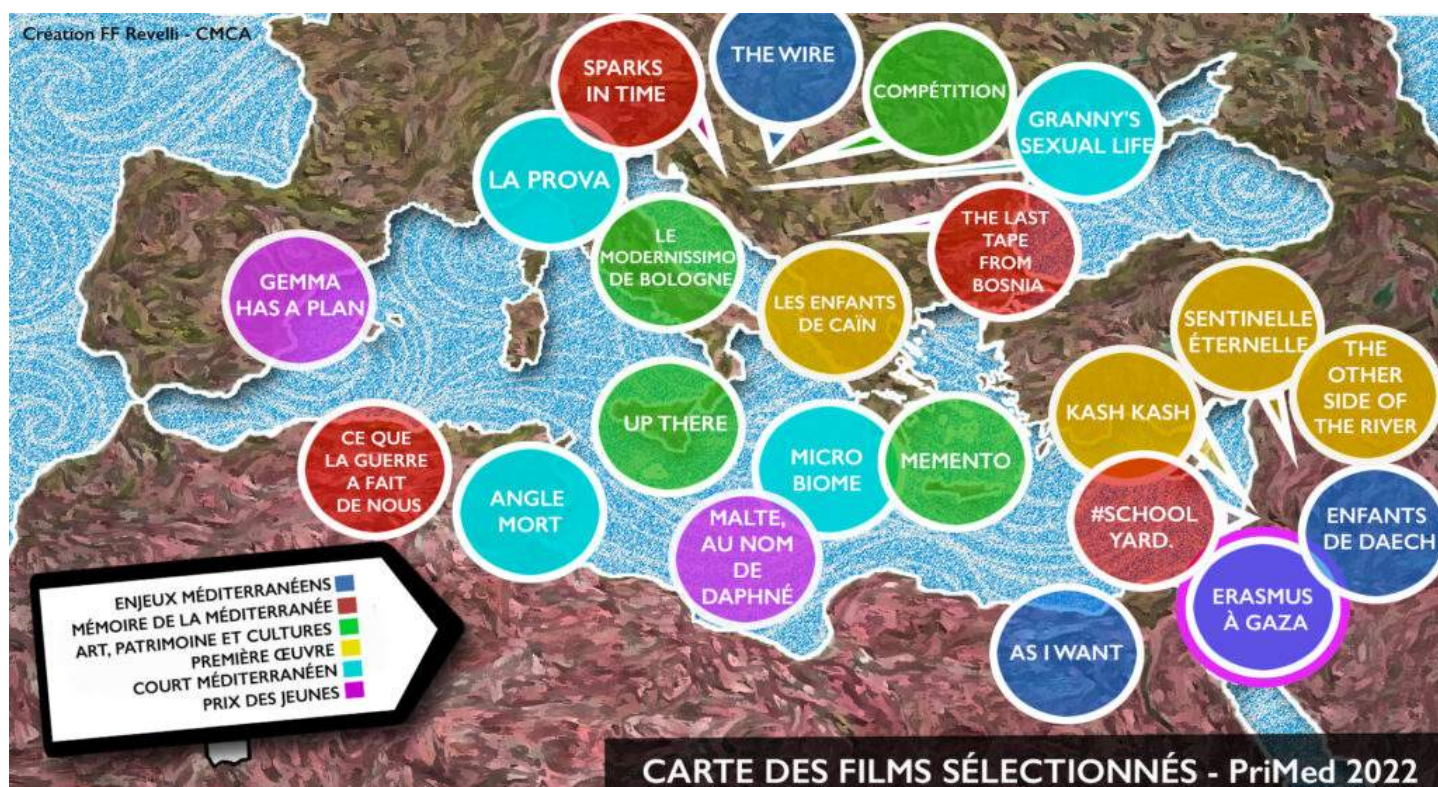 Création FF Revelli - CMCA
SPARKS
IN TIME
THE WIRE
COMPÉTITION
GRANNY'S
SEXUAL LIFE
LA PROVA
LE
MODERNISSIMO
DE BOLOGNE
THE LAST
TAPE
FROM
BOSNIA
GEMMA
HAS A PLAN
LES ENFANTS
DE CAÏN
SENTINELLE
ÉTERNELLE
THE
OTHER
SIDE OF
THE RIVER
KASH KASH
UP THERE
CE QUE
LA GUERRE
A FAIT
DE NOUS
ANGLE
MORT
MICRO
BIOME
MEMENTO
MALTE,
AU NOM
DE
DAPHNÉ
#SCHOOL
YARD.
ENFANTS
DE DAECH
ERASMUS
À GAZA
AS I WANT
ENJEUX MÉDITERRANÉENS
MÉMOIRE DE LA MÉDITERRANÉE
ART, PATRIMOINE ET CULTURES
PREMIÈRE ŒUVRE
COURT MÉDITERRANÉEN
PRIX DES JEUNES
CARTE DES FILMS SÉLECTIONNÉS - PriMed 2022